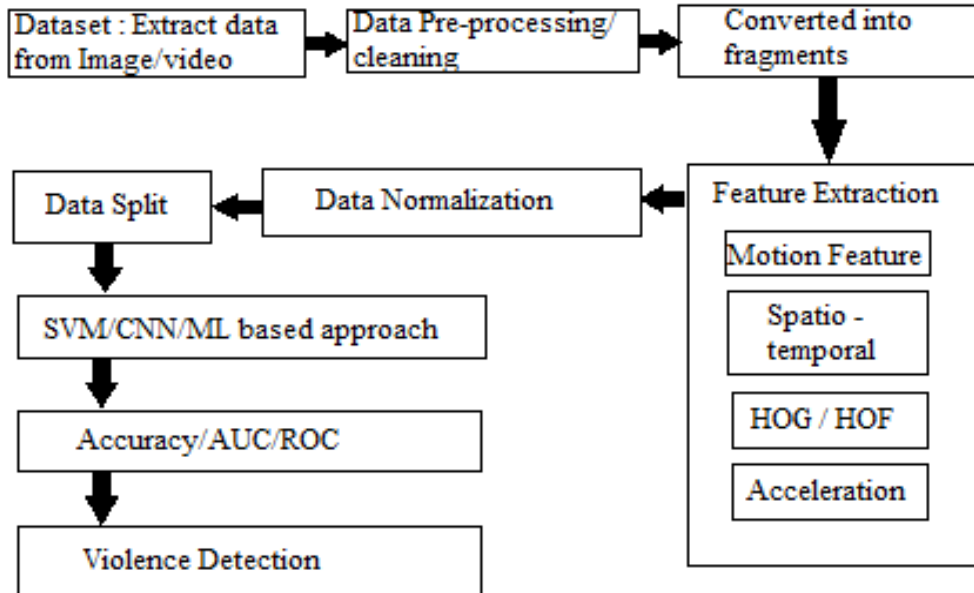 Dataset : Extract data
from Image/video
Data Pre-processing/
cleaning
Converted into
fragments
Feature Extraction
Motion Feature
Spatio -
temporal
HOG / HOF
Acceleration
Data Normalization
Data Split
SVM/CNN/ML based approach
Accuracy/AUC/ROC
Violence Detection